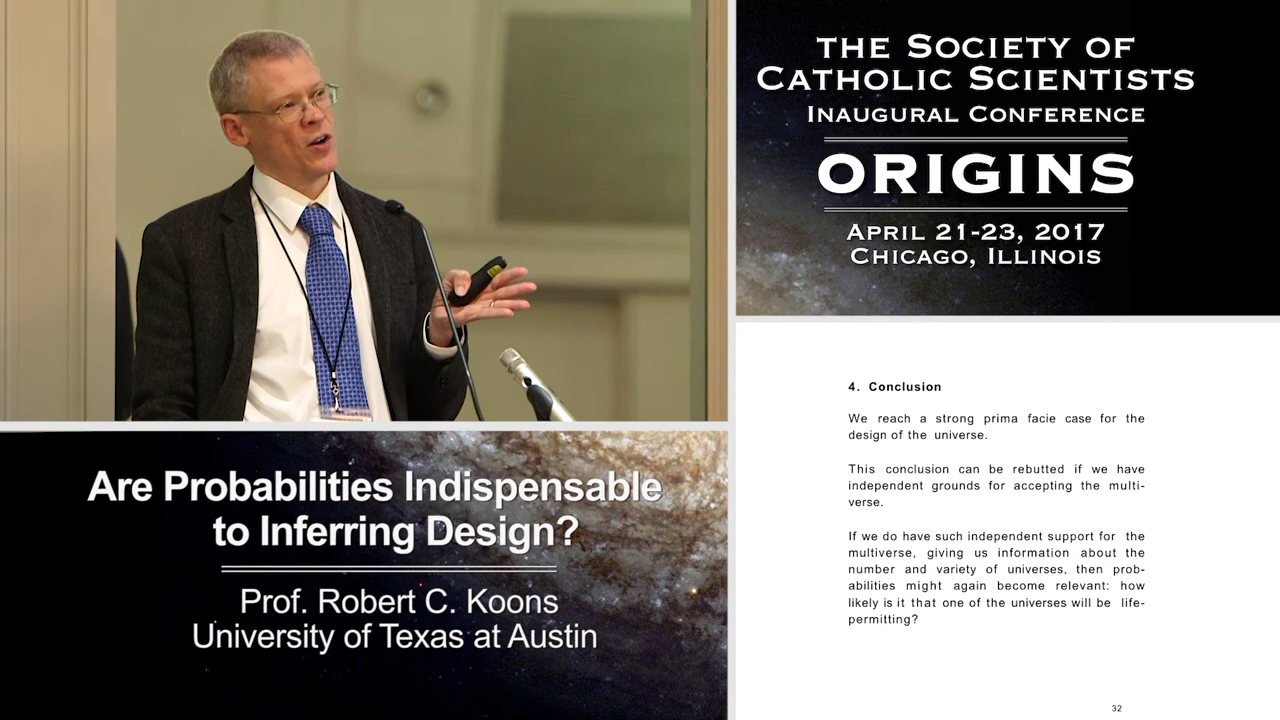 THE SOCIETY OF
CATHOLIC SCIENTISTS
INAUGURAL CONFERENCE
ORIGINS
APRIL 21-23, 2017
CHICAGO, ILLINOIS
Are Probabilities Indispensable
to Inferring Design?
Prof. Robert C. Koons
University of Texas at Austin
4. Conclusion
We reach a strong prima facie case for the
design of the universe.
This conclusion can be rebutted if we have
independent grounds for accepting the multi-
verse.
If we do have such independent support for the
multiverse, giving us information about the
number and variety of universes, then prob-
abilities might again become relevant: how
likely is it that one of the universes will be life-
permitting?
32